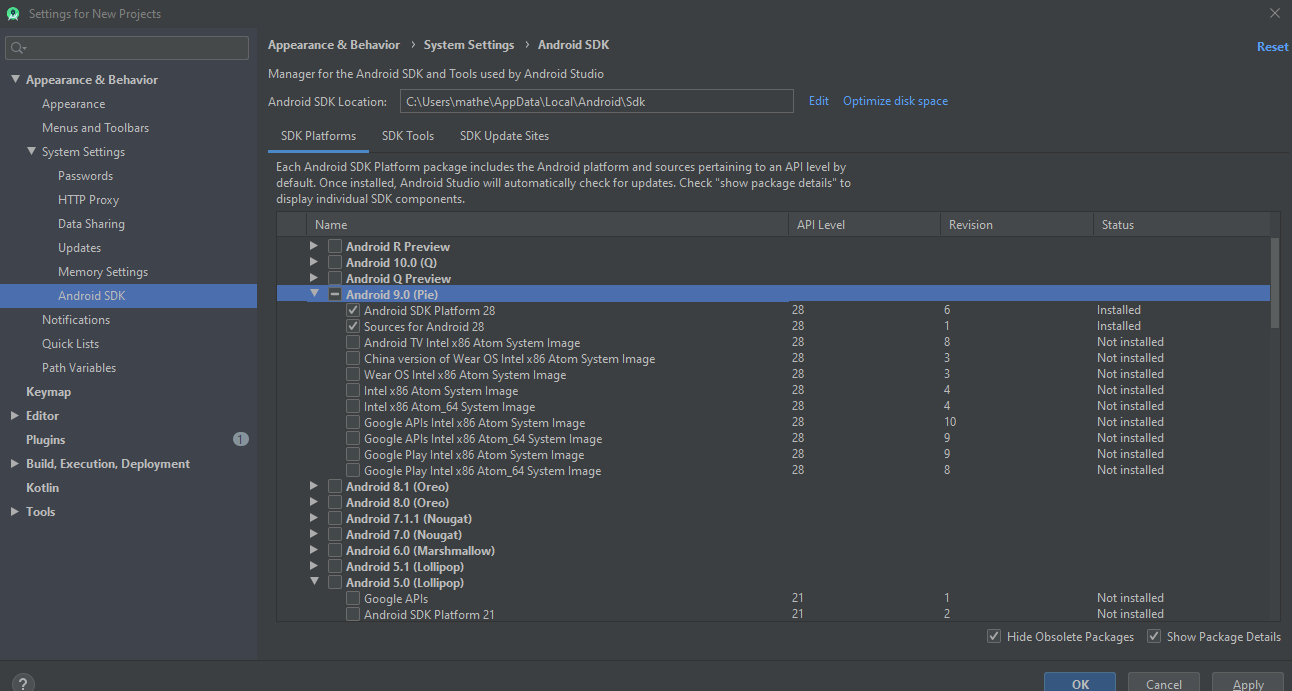 Settings for New Projects
Appearance & Behavior
Appearance
Menus and Toolbars
System Settings
Passwords
HTTP Proxy
Data Sharing
Updates
Memory Settings
Android SDK
Notifications
Quick Lists
Path Variables
Keymap
Editor
Plugins 1
Build, Execution, Deployment
Kotlin
Tools
Appearance & Behavior › System Settings › Android SDK
Reset
Manager for the Android SDK and Tools used by Android Studio
Android SDK Location: C:\Users\mathe\AppData\Local\Android\Sdk Edit Optimize disk space
SDK Platforms SDK Tools SDK Update Sites
Each Android SDK Platform package includes the Android platform and sources pertaining to an API level by
default. Once installed, Android Studio will automatically check for updates. Check "show package details" to
display individual SDK components.
Name API Level Revision Status
Android R Preview
Android 10.0 (Q)
Android Q Preview
Android 9.0 (Pie)
Android SDK Platform 28 28 6 Installed
Sources for Android 28 28 1 Installed
Android TV Intel x86 Atom System Image 28 8 Not installed
China version of Wear OS Intel x86 Atom System Image 28 3 Not installed
Wear OS Intel x86 Atom System Image 28 3 Not installed
Intel x86 Atom System Image 28 4 Not installed
Intel x86 Atom_64 System Image 28 4 Not installed
Google APIs Intel x86 Atom System Image 28 10 Not installed
Google APIs Intel x86 Atom_64 System Image 28 9 Not installed
Google Play Intel x86 Atom System Image 28 9 Not installed
Google Play Intel x86 Atom_64 System Image 28 8 Not installed
Android 8.1 (Oreo)
Android 8.0 (Oreo)
Android 7.1.1 (Nougat)
Android 7.0 (Nougat)
Android 6.0 (Marshmallow)
Android 5.1 (Lollipop)
Android 5.0 (Lollipop)
Google APIs 21 1 Not installed
Android SDK Platform 21 21 2 Not installed
Hide Obsolete Packages Show Package Details
? OK Cancel Apply